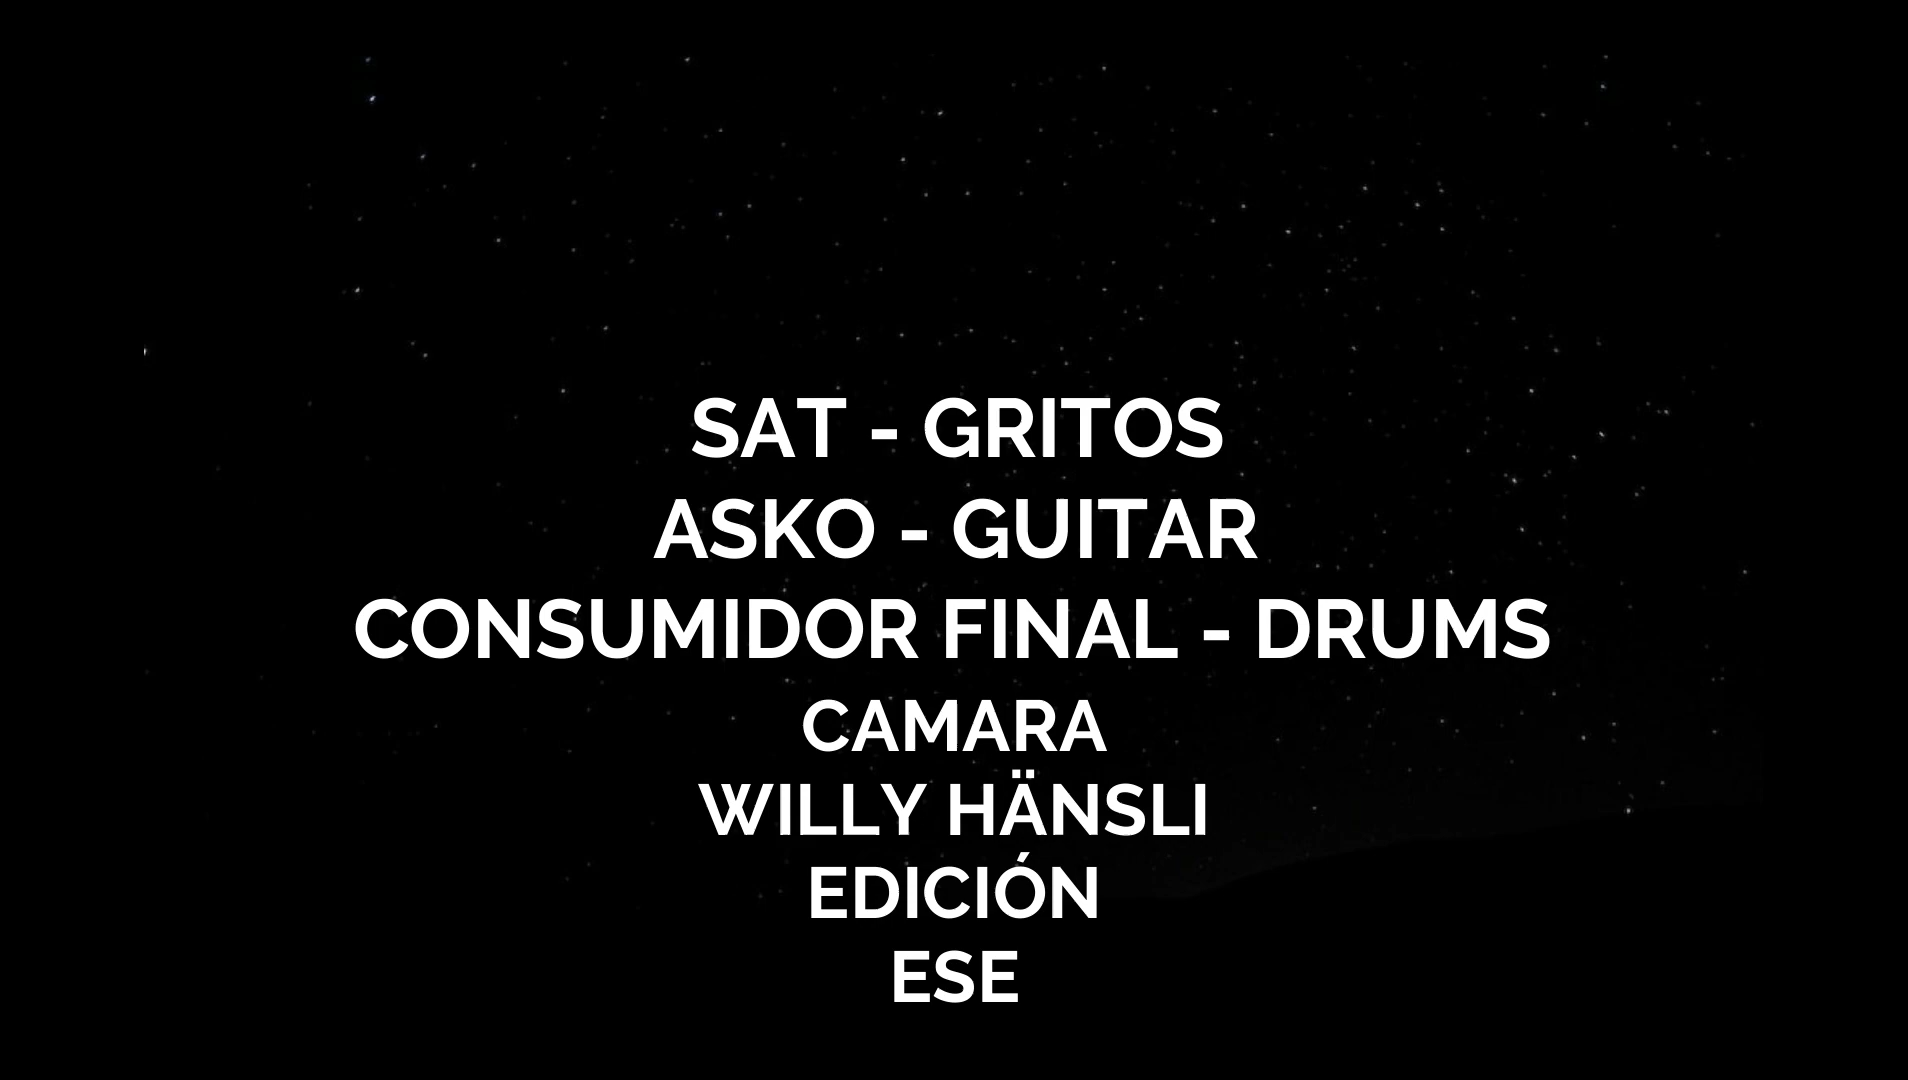 SAT - GRITOS
ASKO - GUITAR
CONSUMIDOR FINAL - DRUMS
CAMARA
WILLY HÄNSLI
EDICIÓN
ESE